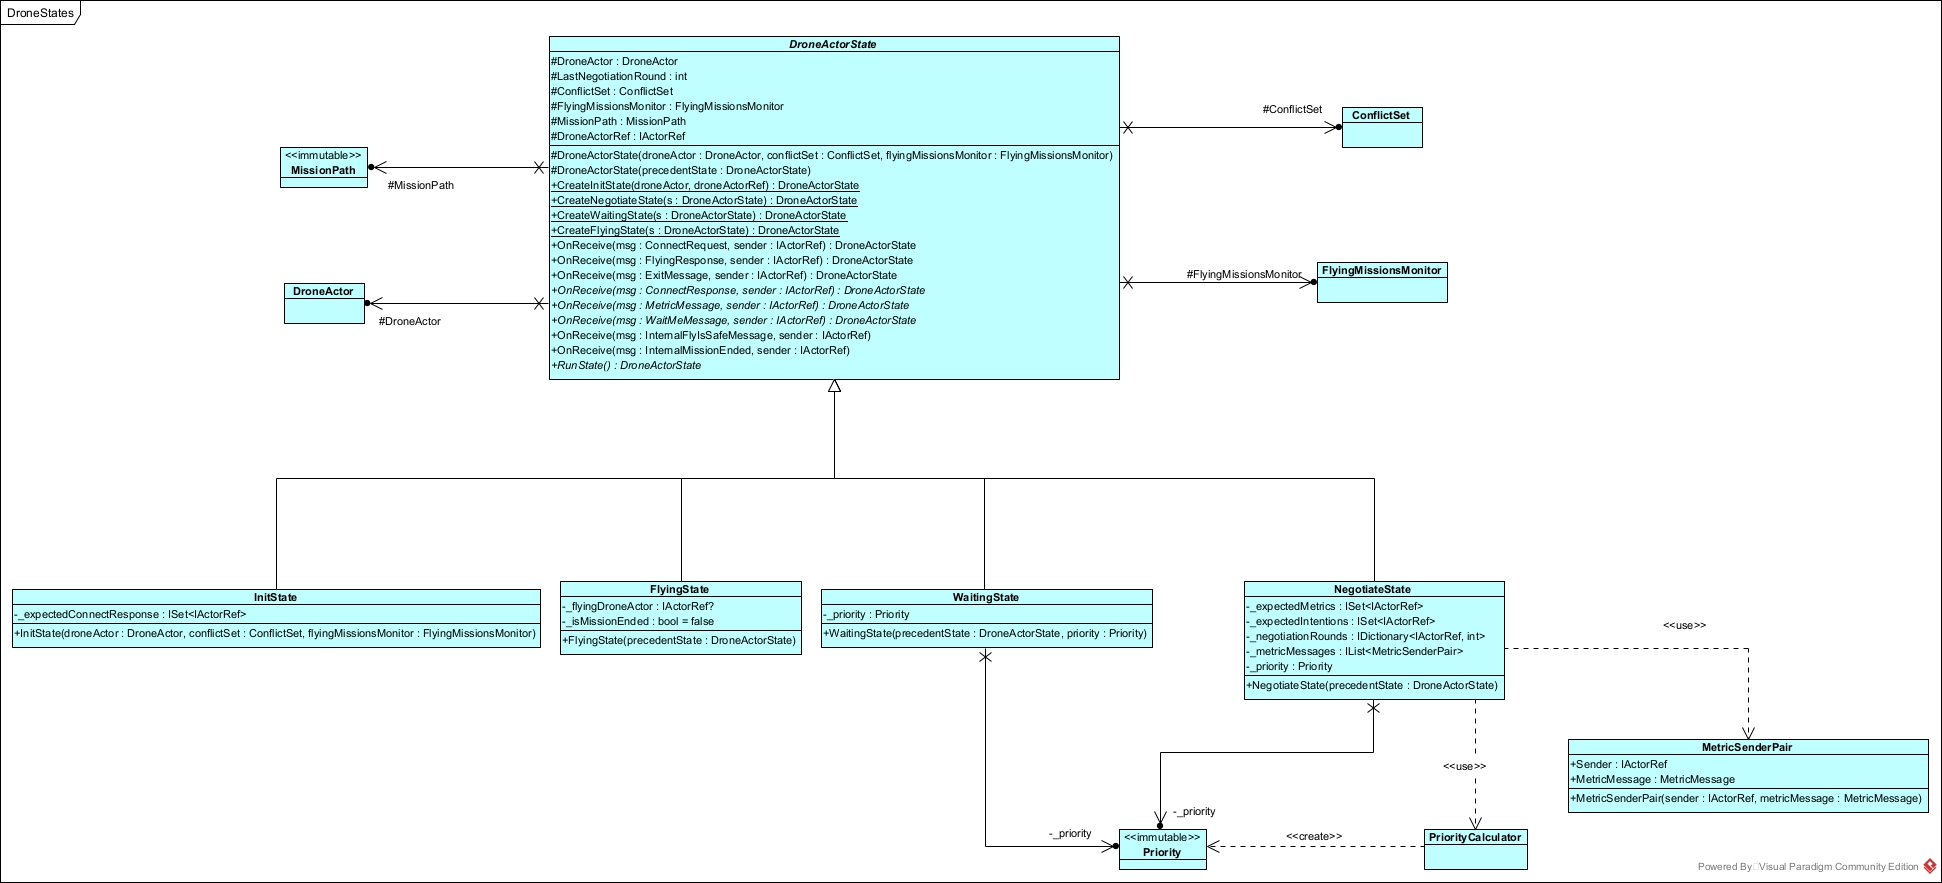 DroneStates
DroneActorState
#DroneActor : DroneActor
#LastNegotiationRound : int
#ConflictSet : ConflictSet
#FlyingMissionsMonitor : FlyingMissionsMonitor
#MissionPath : MissionPath
#DroneActorRef : IActorRef
#DroneActorState(droneActor : DroneActor, conflictSet : ConflictSet, flyingMissionsMonitor : FlyingMissionsMonitor)
#DroneActorState(precedentState : DroneActorState)
+CreateInitState(droneActor, droneActorRef) : DroneActorState
+CreateNegotiateState(s : DroneActorState) : DroneActorState
+CreateWaitingState(s : DroneActorState) : DroneActorState
+CreateFlyingState(s : DroneActorState) : DroneActorState
+OnReceive(msg : ConnectRequest, sender : IActorRef) : DroneActorState
+OnReceive(msg : FlyingResponse, sender : IActorRef) : DroneActorState
+OnReceive(msg : ExitMessage, sender : IActorRef) : DroneActorState
+OnReceive(msg : ConnectResponse, sender : IActorRef) : DroneActorState
+OnReceive(msg : MetricMessage, sender : IActorRef) : DroneActorState
+OnReceive(msg : WaitMeMessage, sender : IActorRef) : DroneActorState
+OnReceive(msg : InternalFlyIsSafeMessage, sender : IActorRef)
+OnReceive(msg : InternalMissionEnded, sender : IActorRef)
+RunState() : DroneActorState
<<immutable>>
MissionPath
#MissionPath
DroneActor
#DroneActor
#ConflictSet
ConflictSet
#FlyingMissionsMonitor
FlyingMissionsMonitor
InitState
-_expectedConnectResponse : ISet<IActorRef>
+InitState(droneActor : DroneActor, conflictSet : ConflictSet, flyingMissionsMonitor : FlyingMissionsMonitor)
FlyingState
-_flyingDroneActor : IActorRef?
-_isMissionEnded : bool = false
+FlyingState(precedentState : DroneActorState)
WaitingState
-_priority : Priority
+WaitingState(precedentState : DroneActorState, priority : Priority)
NegotiateState
-_expectedMetrics : ISet<IActorRef>
-_expectedIntentions : ISet<IActorRef>
-_negotiationRounds : IDictionary<IActorRef, int>
-_metricMessages : IList<MetricSenderPair>
-_priority : Priority
+NegotiateState(precedentState : DroneActorState)
<<use>>
MetricSenderPair
+Sender : IActorRef
+MetricMessage : MetricMessage
+MetricSenderPair(sender : IActorRef, metricMessage : MetricMessage)
<<use>>
-_priority
-_priority
<<immutable>>
Priority
<<create>>
PriorityCalculator
Powered By Visual Paradigm Community Edition